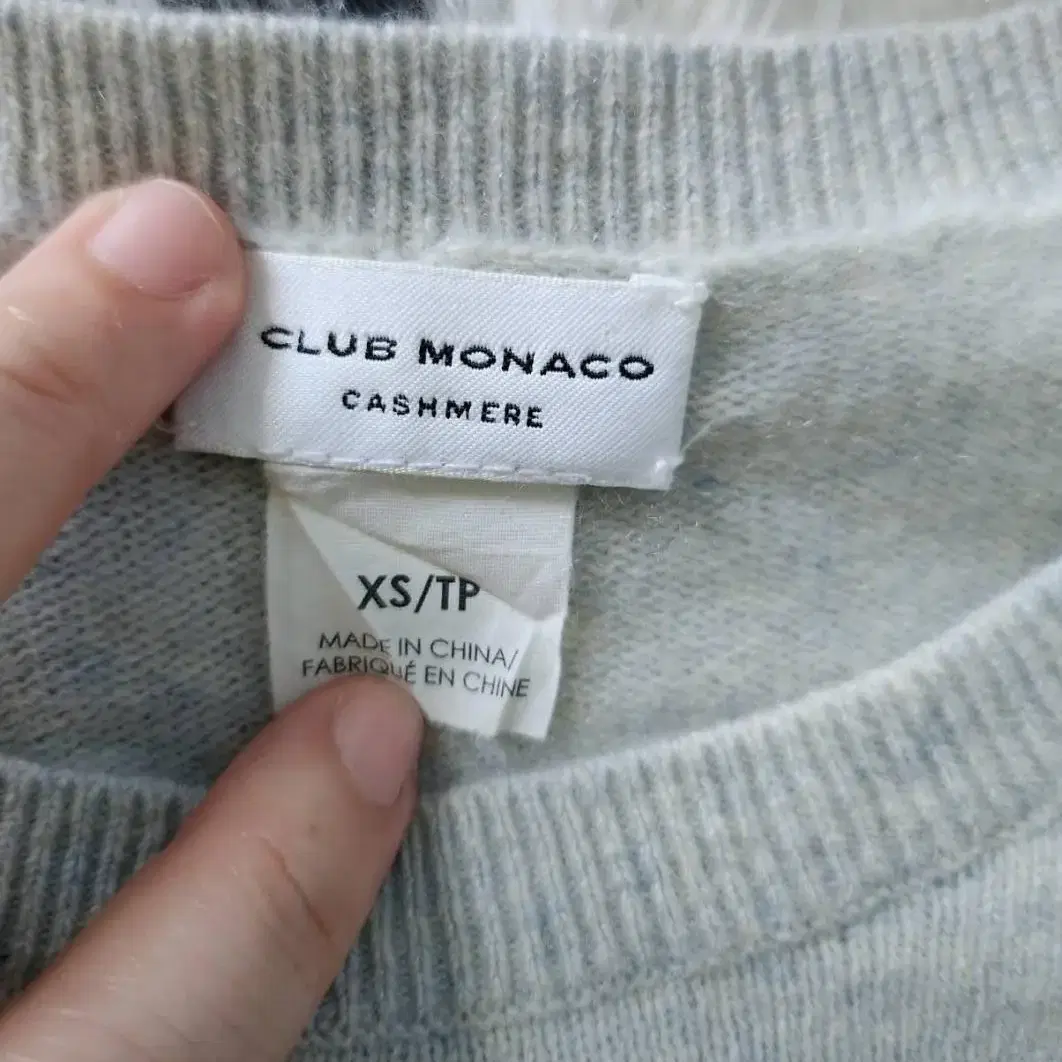 CLUB MONACO
CASHMERE
XS/TP
MADE IN CHINA/
FABRIQUÉ EN CHINE